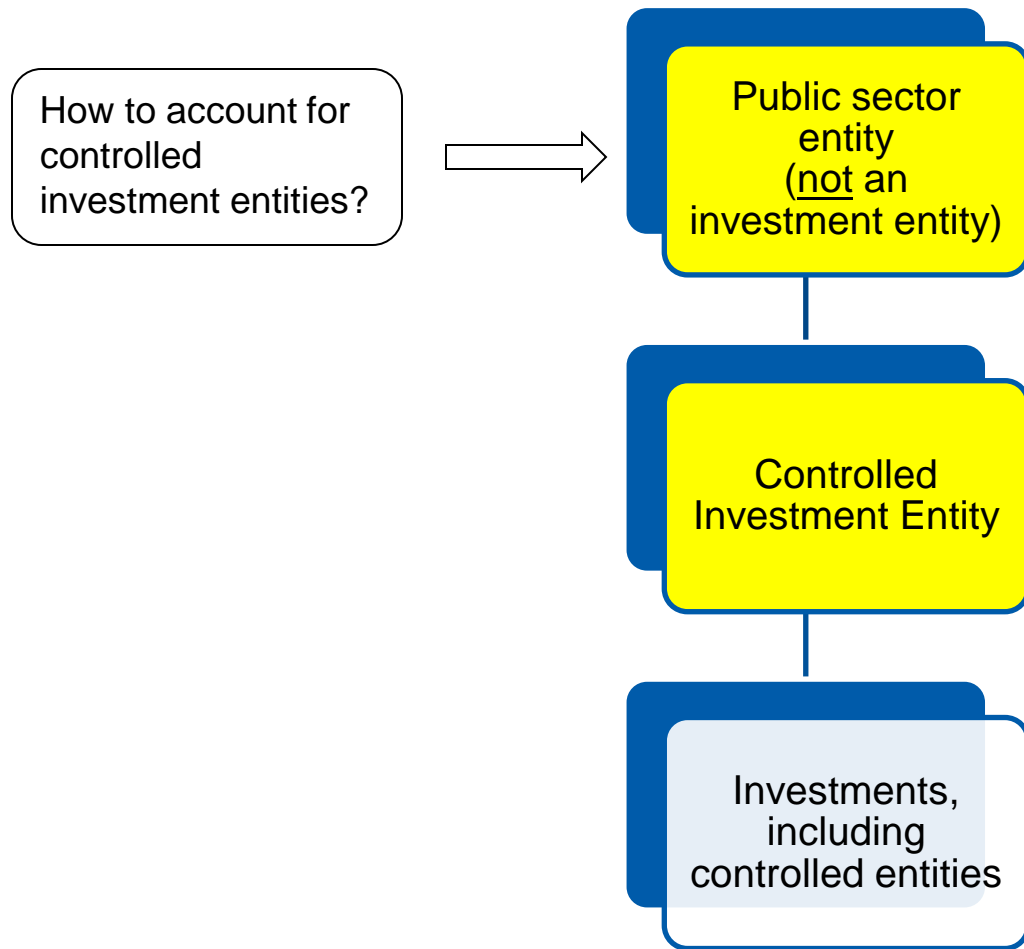 How to account for
controlled
investment entities?
Public sector
entity
(not an
investment entity)
Controlled
Investment Entity
Investments,
including
controlled entities